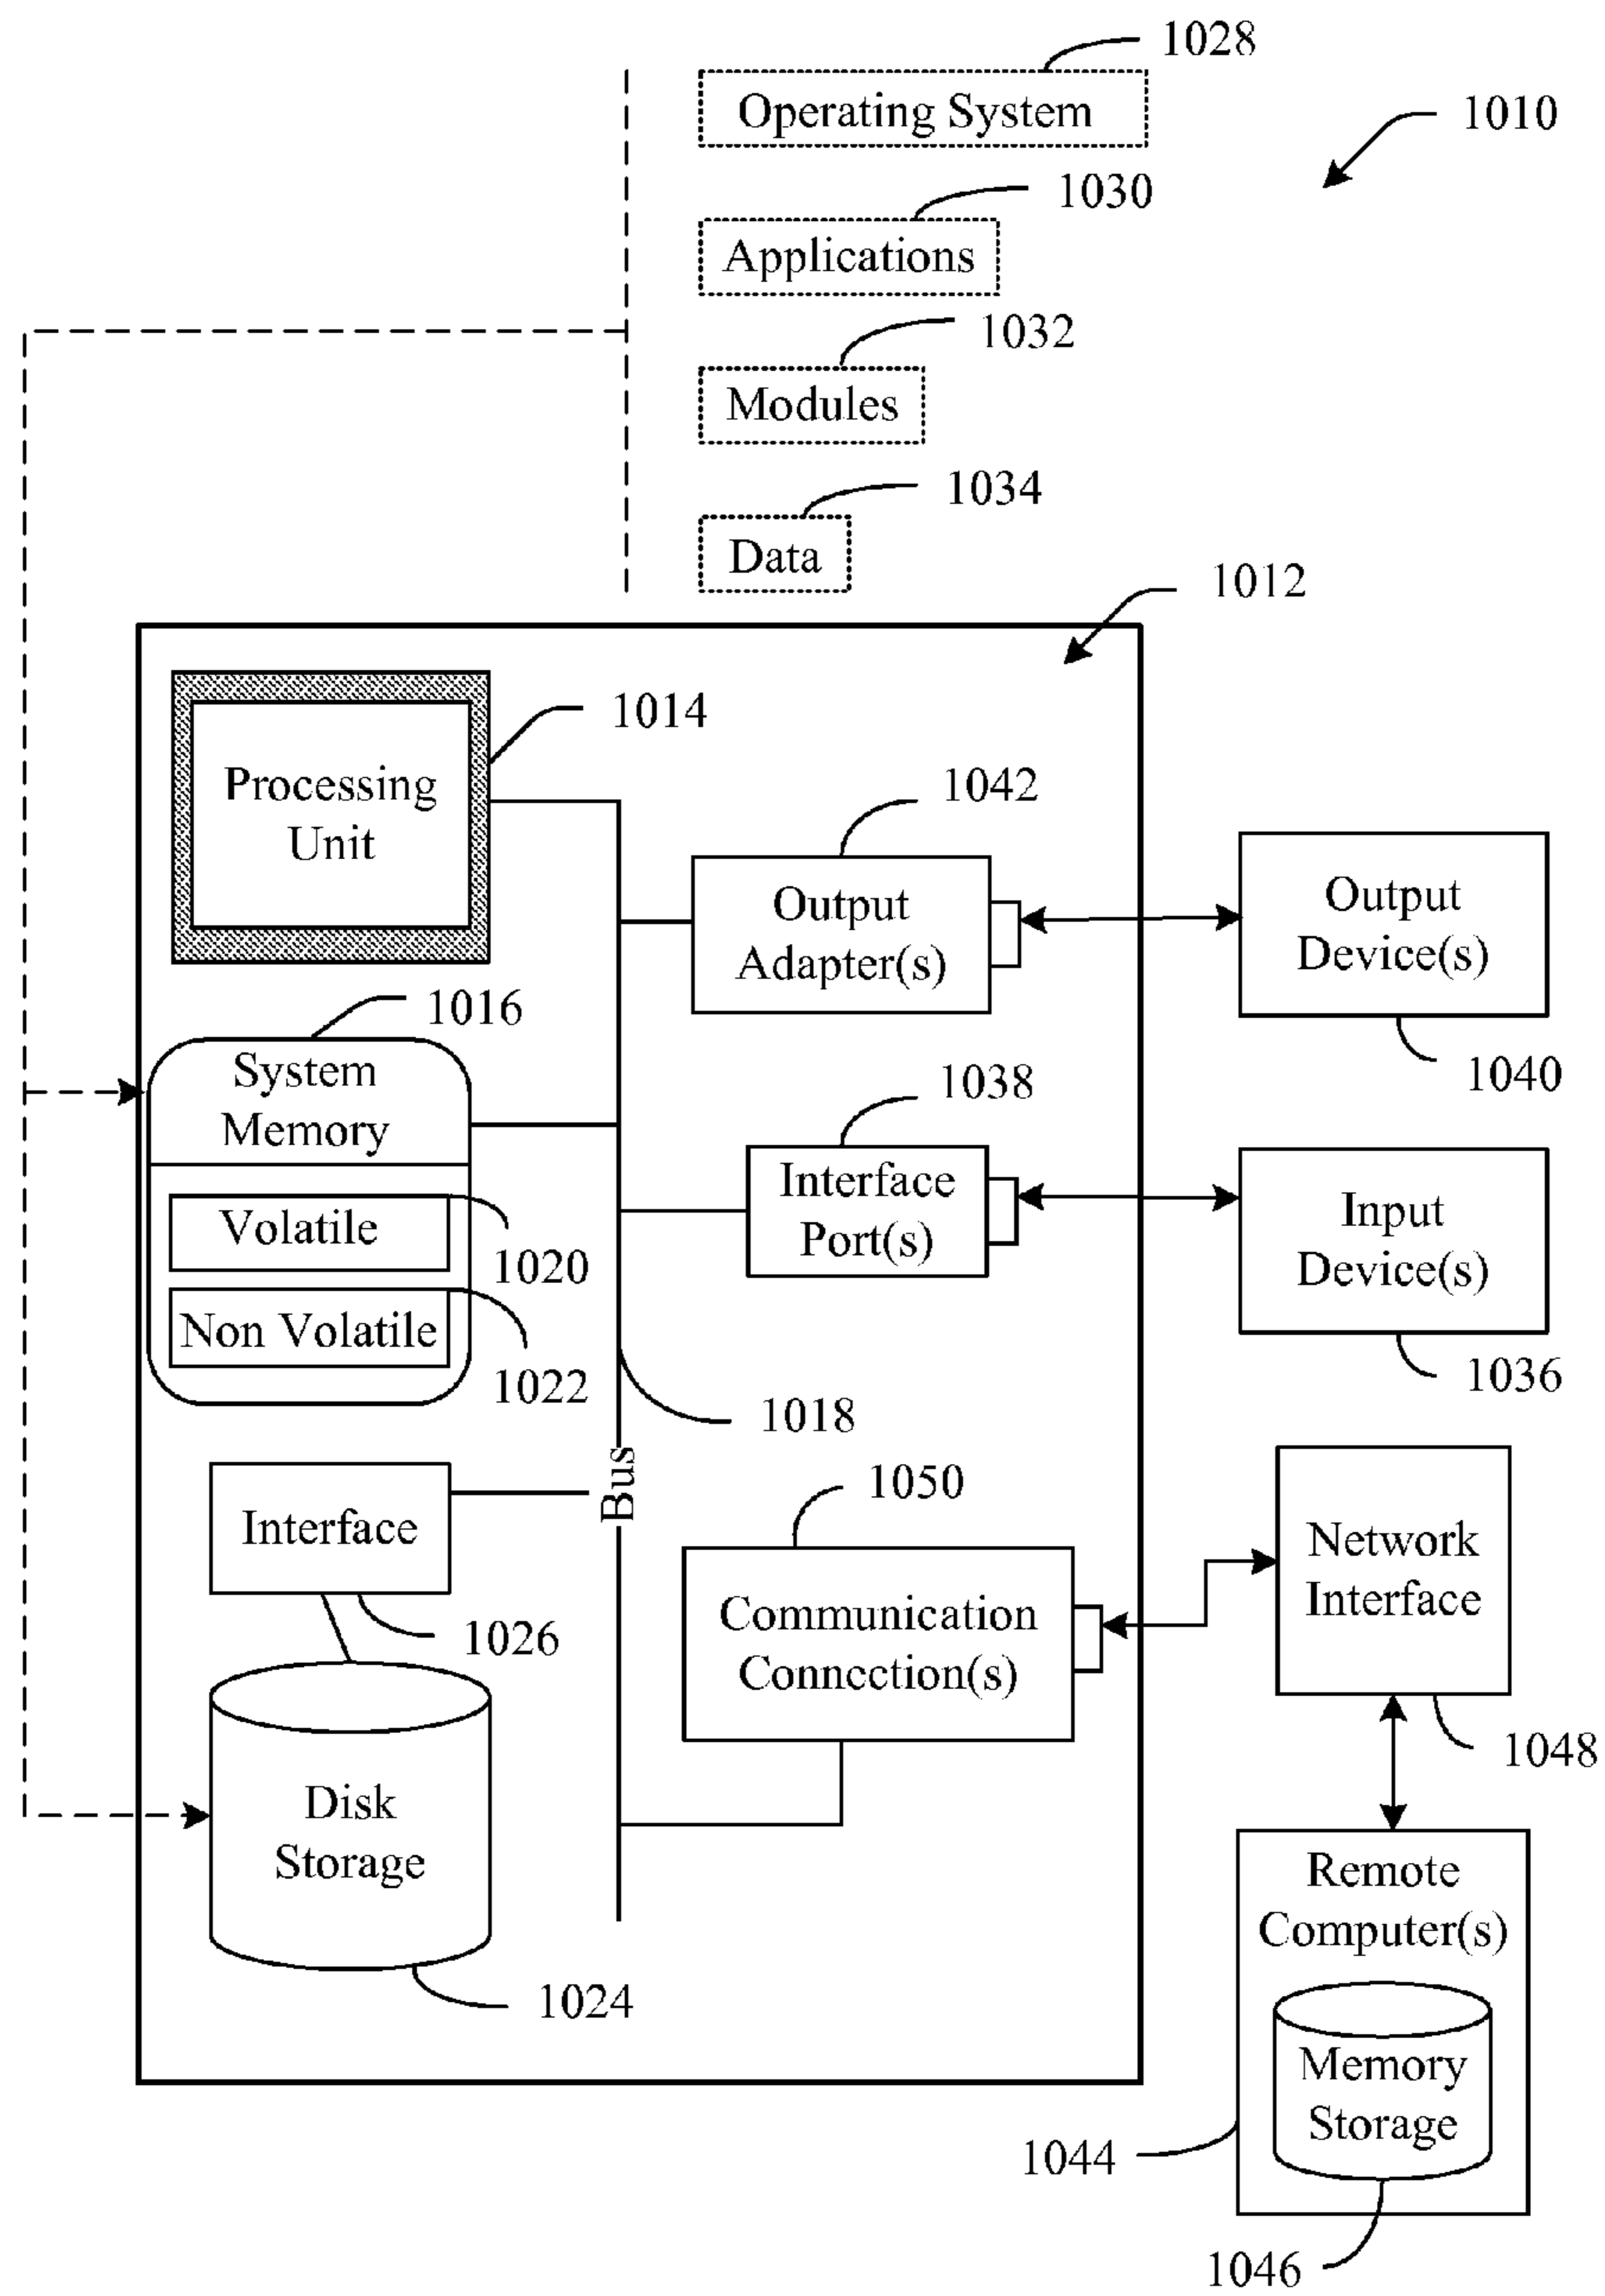 1028
Operating System
1010
1030
Applications
1032
Modules
1034
Data
1012
1014
Processing
Unit
1042
Output
Adapter(s)
Output
Device(s)
1040
1016
System
Memory
1038
Interface
Port(s)
Input
Device(s)
1036
Volatile
1020
Non Volatile
1022
1018
Bus
1050
Interface
1026
Communication
Connection(s)
Network
Interface
1048
Disk
Storage
1024
Remote
Computer(s)
Memory
Storage
1044
1046